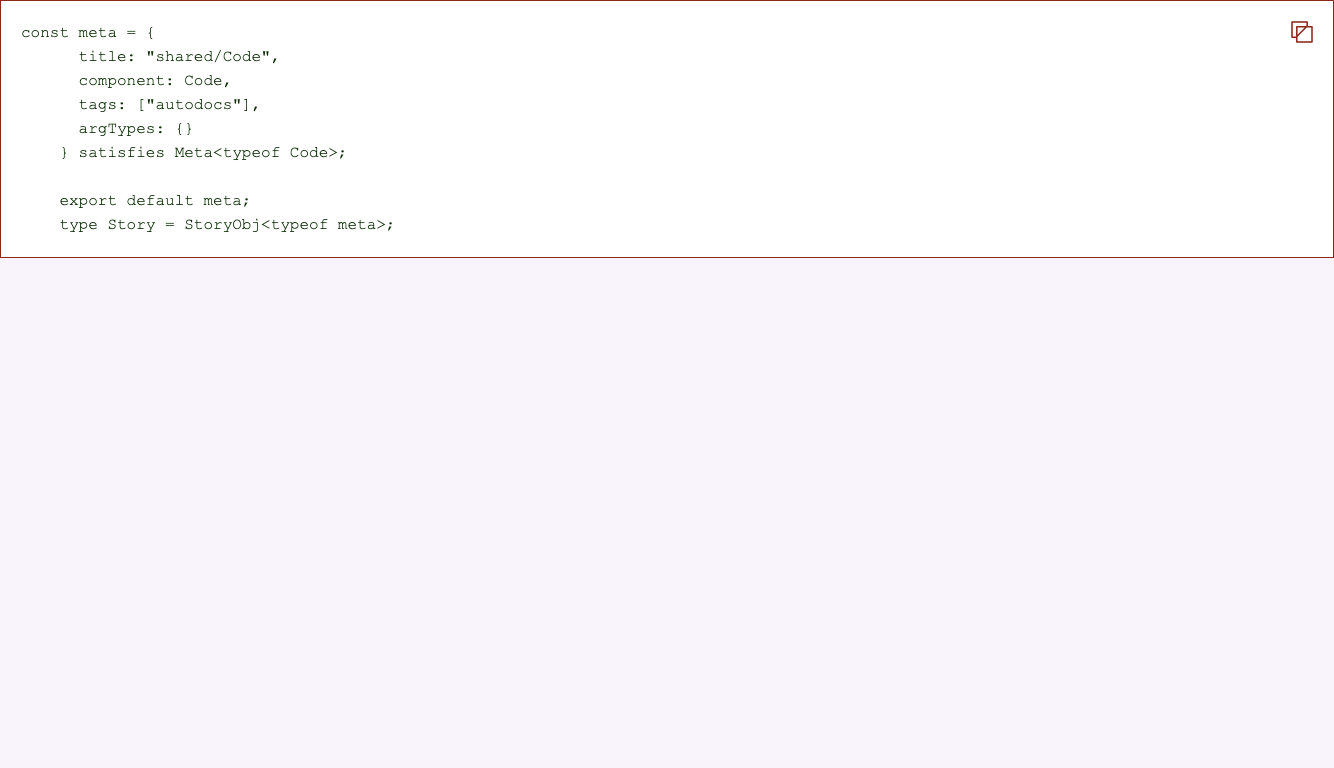 const meta = {
      title: "shared/Code",
      component: Code,
      tags: ["autodocs"],
      argTypes: {}
    } satisfies Meta<typeof Code>;

    export default meta;
    type Story = StoryObj<typeof meta>;